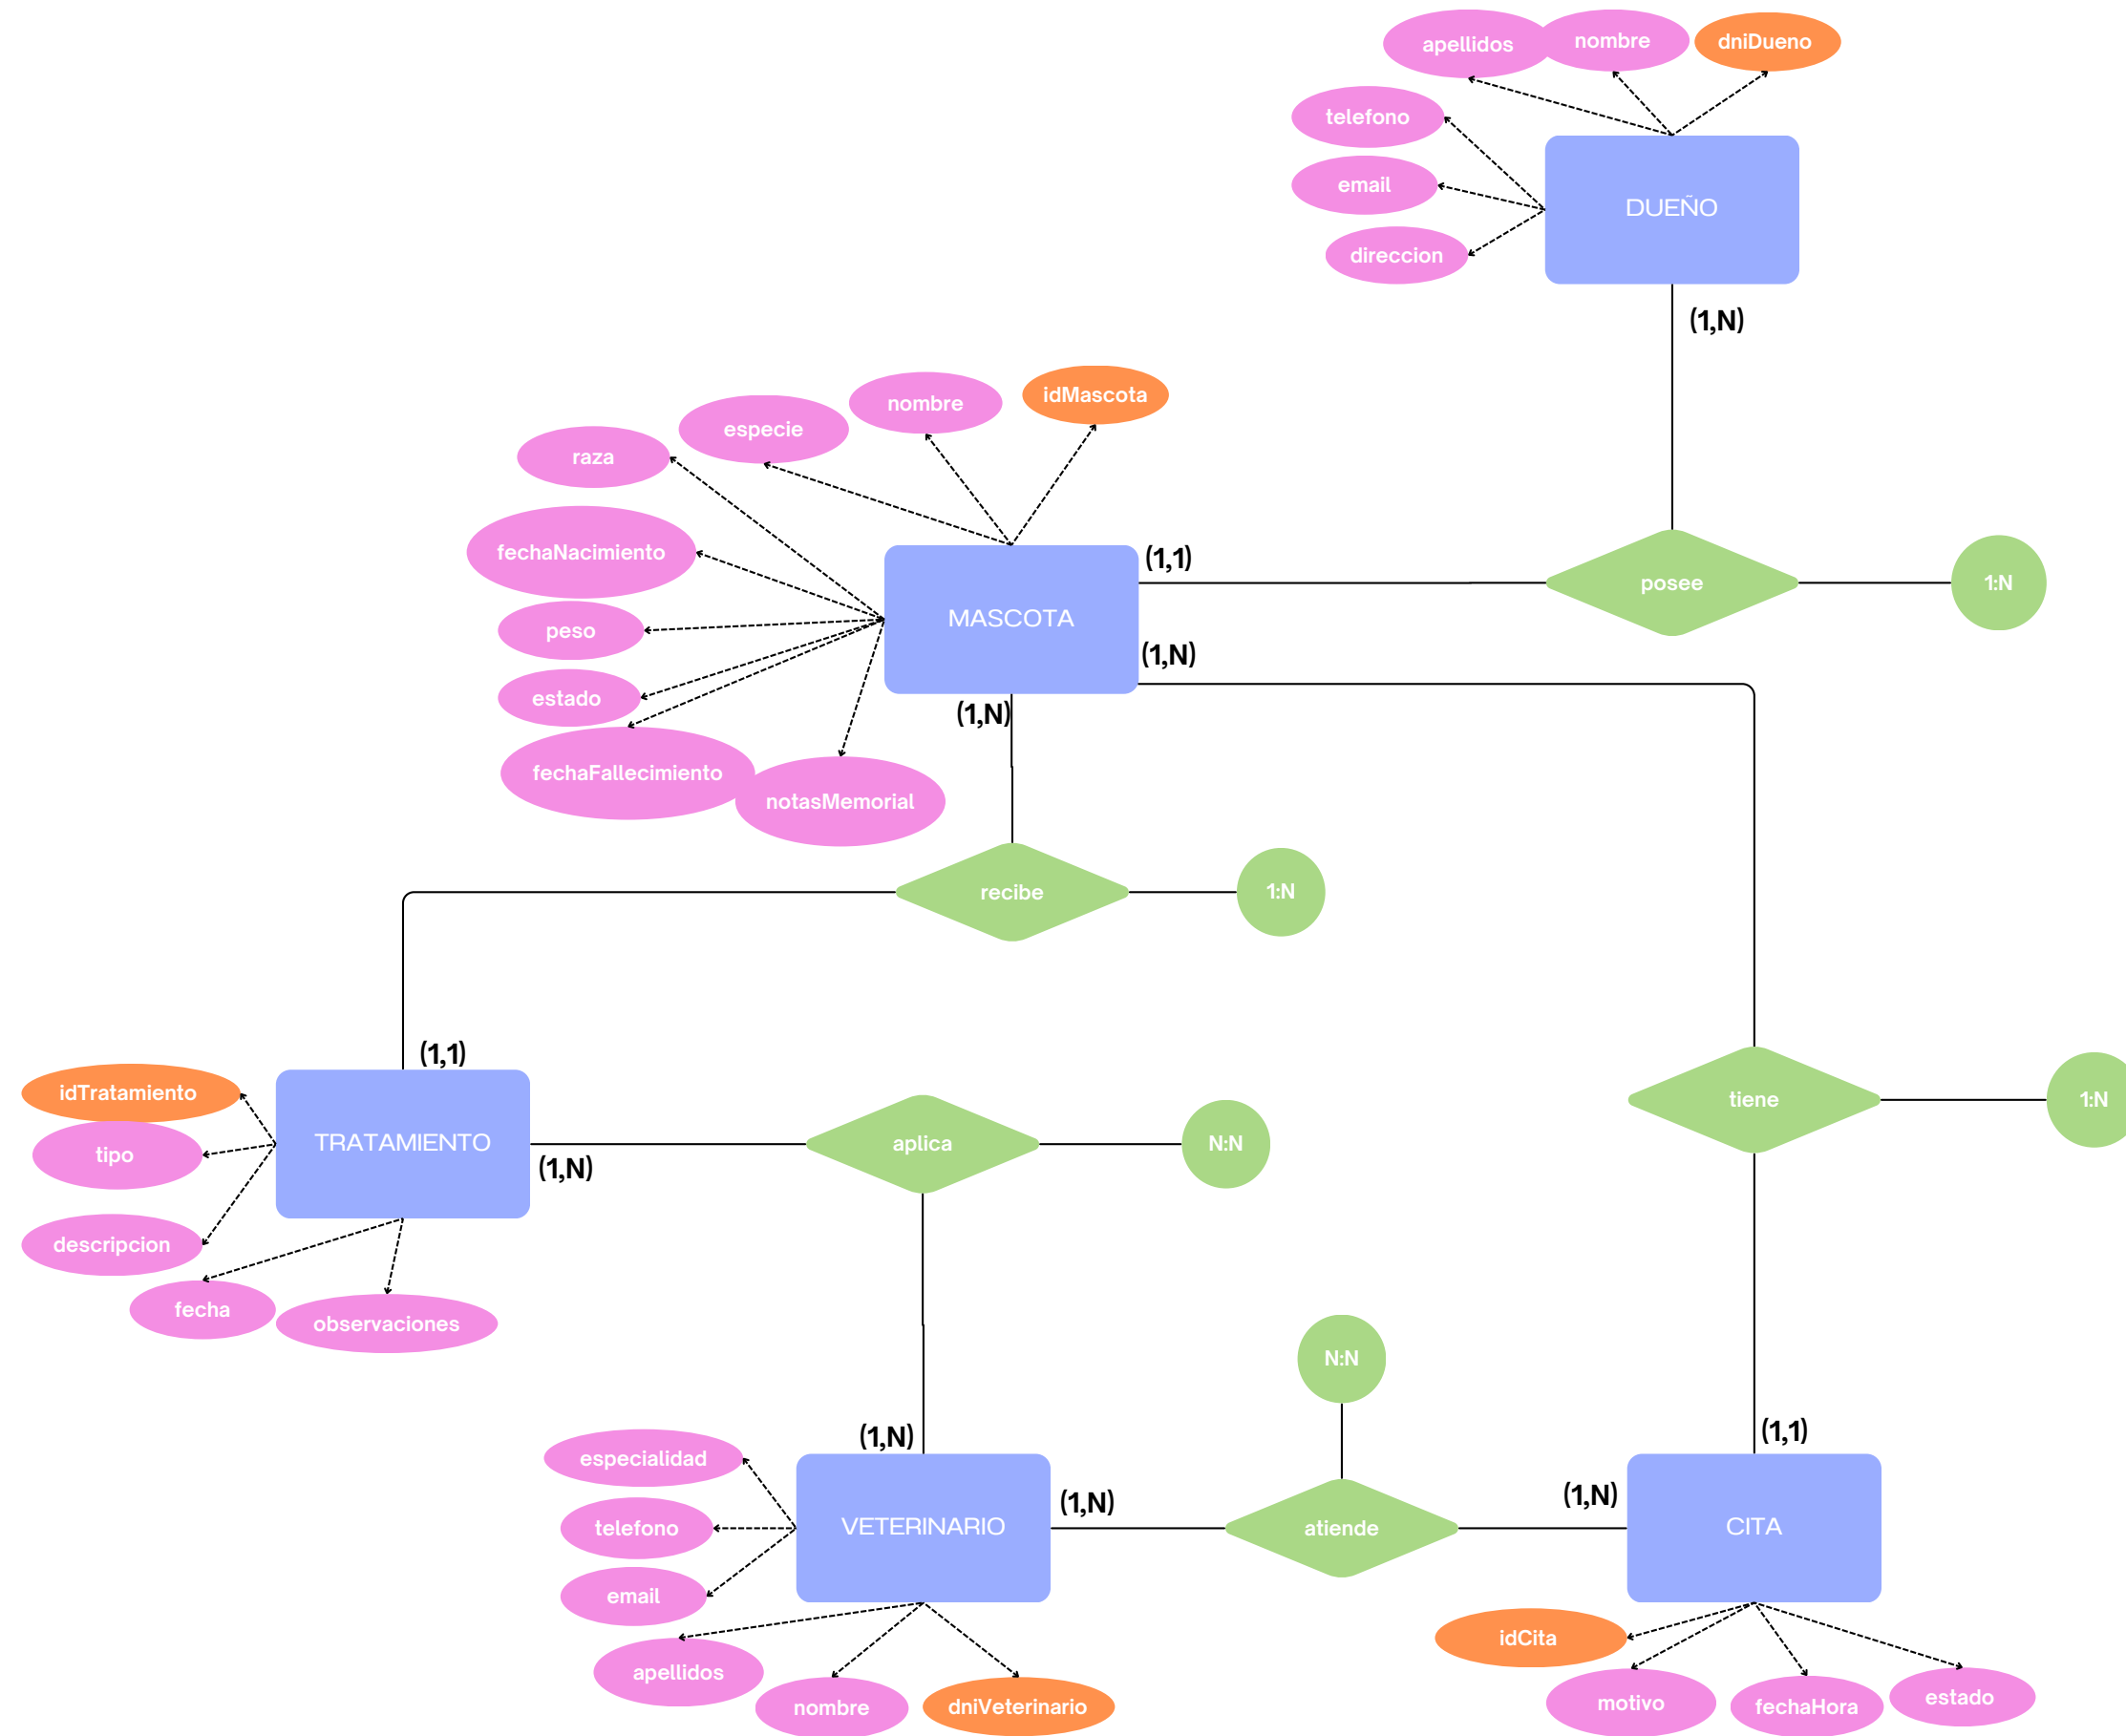 apellidos
nombre
dniDueno
telefono
email
direccion
DUEÑO
(1,N)
idMascota
nombre
especie
raza
fechaNacimiento
peso
estado
fechaFallecimiento
notasMemorial
MASCOTA
(1,1)
(1,N)
(1,N)
posee
1:N
recibe
1:N
(1,1)
idTratamiento
tipo
descripcion
fecha
observaciones
TRATAMIENTO
(1,N)
aplica
N:N
tiene
1:N
N:N
(1,N)
especialidad
telefono
email
apellidos
nombre
dniVeterinario
VETERINARIO
(1,N)
atiende
(1,N)
(1,1)
CITA
idCita
motivo
fechaHora
estado